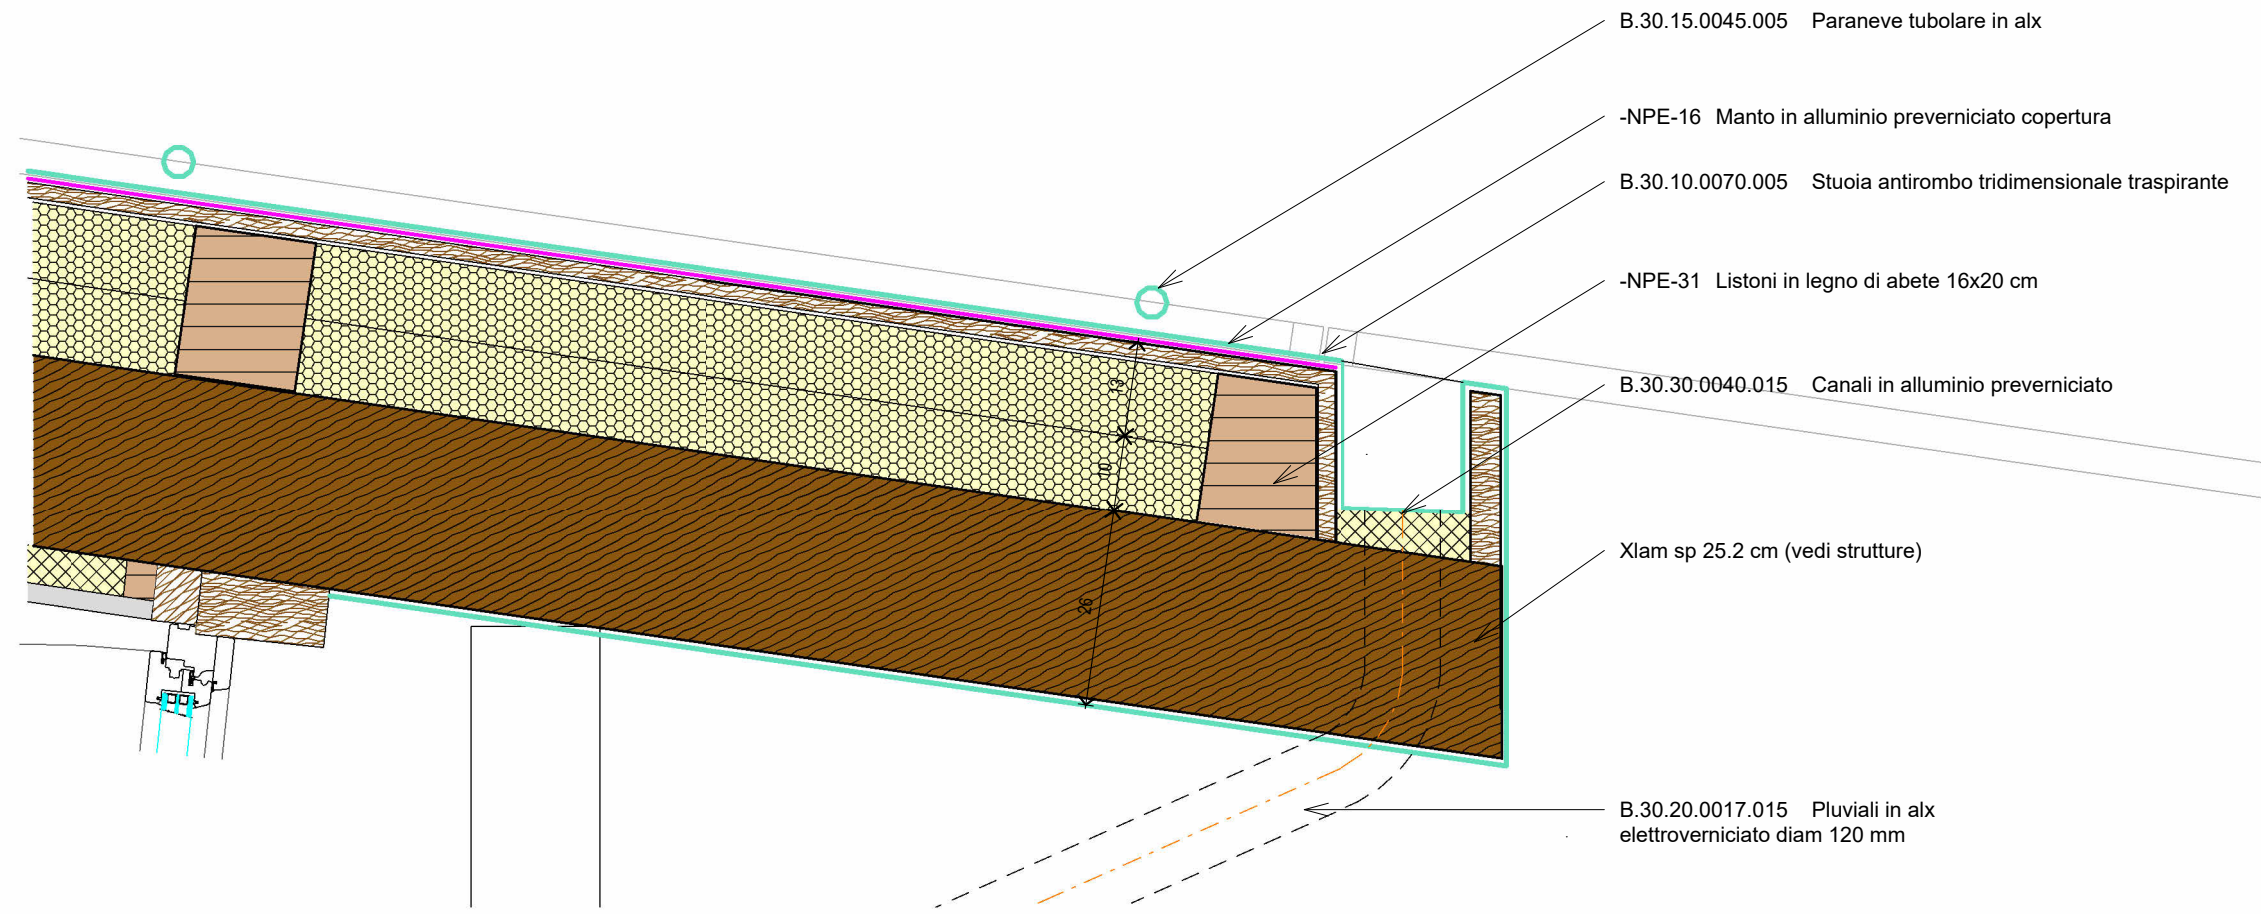 B.30.15.0045.005 Paraneve tubolare in alx
-NPE-16 Manto in alluminio preverniciato copertura
B.30.10.0070.005 Stuoia antirombo tridimensionale traspirante
-NPE-31 Listoni in legno di abete 16x20 cm
B.30.30.0040.015 Canali in alluminio preverniciato
13
10
Xlam sp 25.2 cm (vedi strutture)
26
B.30.20.0017.015 Pluviali in alx
elettroverniciato diam 120 mm